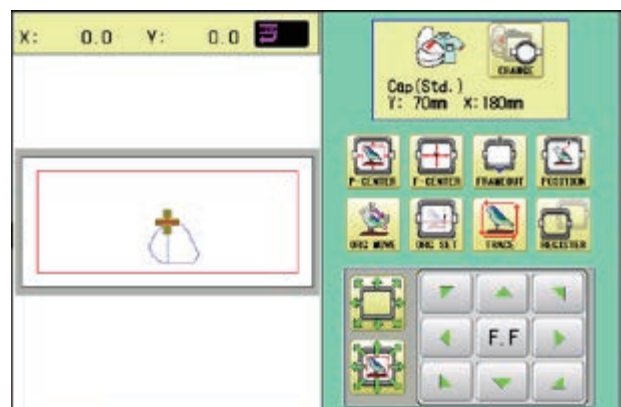 X: 0.0 Y: 0.0
CHANGE
Cap(Std.)
Y: 70mm X:180mm
P-CENTER F-CENTER FRAMEOUT POSITION
ORG MOVE ORG SET TRACE REGISTER
F.F